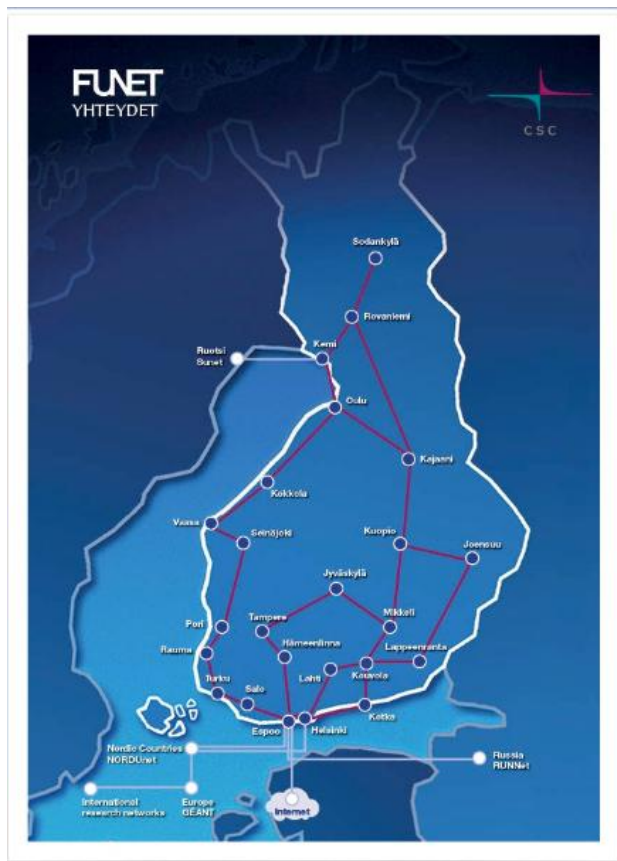 FUNET
YHTEYDET
CSC
Sodankylä
Rovaniemi
Kemi
Ruotsi
Sunet
Oulu
Kajaani
Kokkola
Vaasa
Seinäjoki
Kuopio
Joensuu
Jyväskylä
Pori
Tampere
Mikkeli
Rauma
Hämeenlinna
Lappeenranta
Lahti
Kouvola
Turku
Salo
Espoo
Helsinki
Kotka
Nordic Countries
NORDUnet
Russia
RUNNet
International
research networks
Europe
GÉANT
Internet